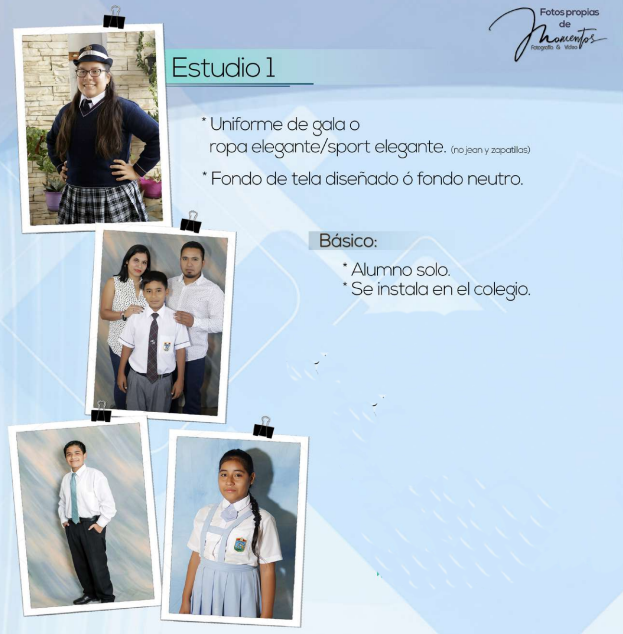 Fotos propias
de
Momentos
Fotografía & Video
Estudio 1
* Uniforme de gala o
ropa elegante/sport elegante. (no jean y zapatillas)
* Fondo de tela diseñado ó fondo neutro.
Básico:
* Alumno solo.
* Se instala en el colegio.